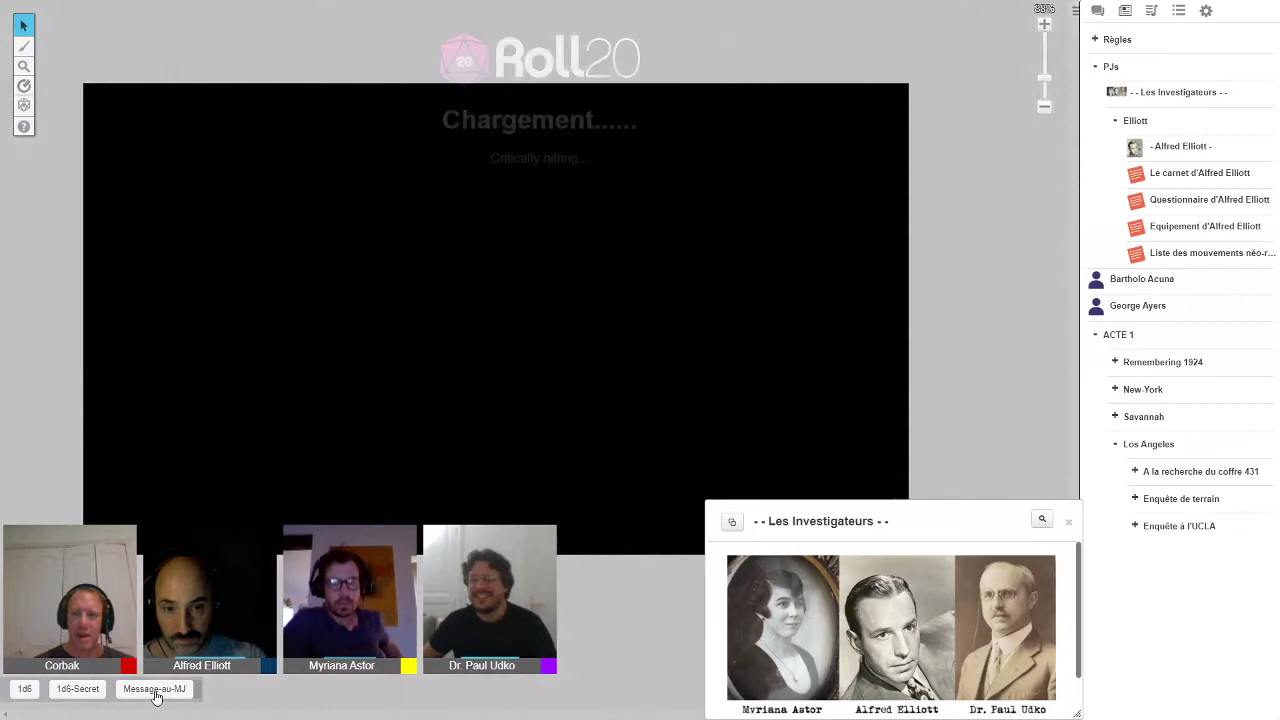 88%
20
Roll20
Chargement......
Critically hitting...
Règles
PJs
- - Les Investigateurs - -
Elliott
- Alfred Elliott -
Le carnet d'Alfred Elliott
Questionnaire d'Alfred Elliott
Equipement d'Alfred Elliott
Liste des mouvements néo-r...
Bartholo Acuna
George Ayers
ACTE 1
Remembering 1924
New-York
Savannah
Los Angeles
A la recherche du coffre 431
Enquête de terrain
Enquête à l'UCLA
- - Les Investigateurs - -
Myriana Astor Alfred Elliott Dr. Paul Udko
Corbak
Alfred Elliott
Myriana Astor
Dr. Paul Udko
1d6
1d6-Secret
Message-au-MJ